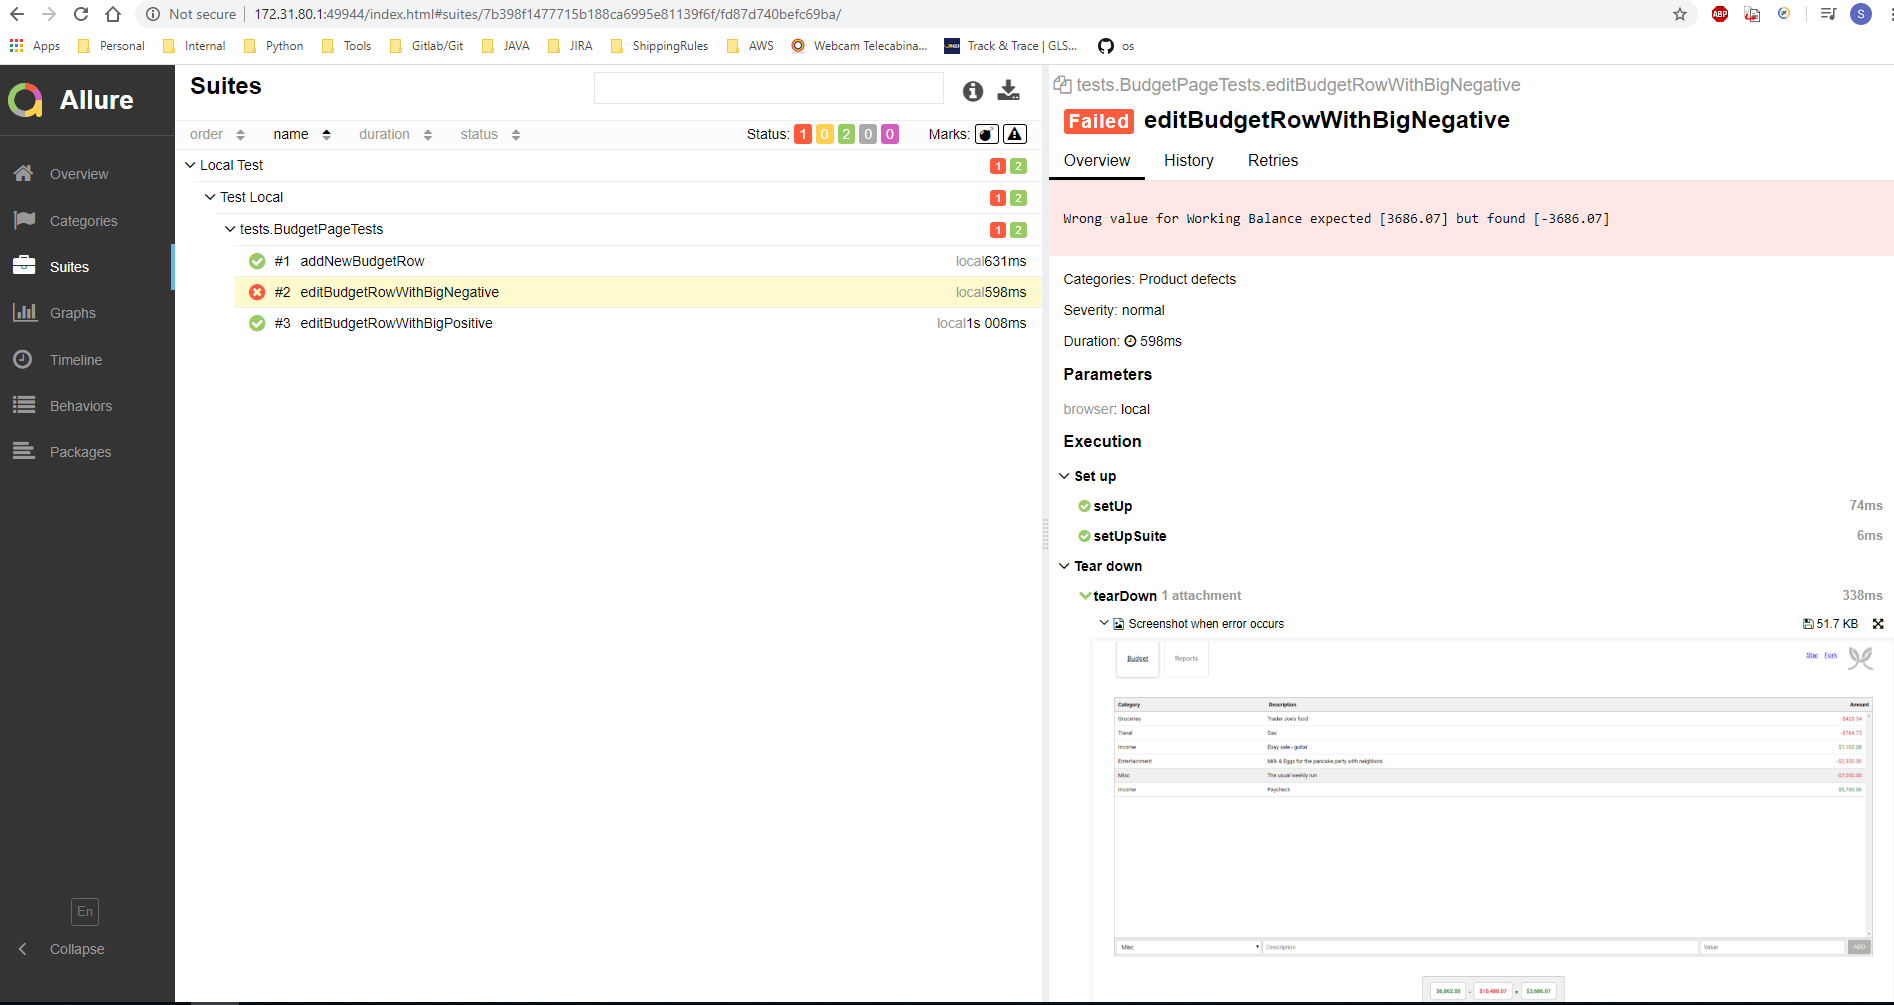 Not secure | 172.31.80.1:49944/index.html#suites/7b398f1477715b188ca6995e81139f6f/fd87d740befc69ba/
ABP
S
Apps Personal Internal Python Tools Gitlab/Git JAVA JIRA ShippingRules AWS Webcam Telecabina... Track & Trace | GLS... os
Allure
Overview
Categories
Suites
Graphs
Timeline
Behaviors
Packages
En
Collapse
Suites
order name duration status Status: 1 0 2 0 0 Marks:
Local Test 1 2
Test Local 1 2
tests.BudgetPageTests 1 2
#1 addNewBudgetRow local631ms
#2 editBudgetRowWithBigNegative local598ms
#3 editBudgetRowWithBigPositive local1s 008ms
tests.BudgetPageTests.editBudgetRowWithBigNegative
Failed editBudgetRowWithBigNegative
Overview History Retries
Wrong value for Working Balance expected [3686.07] but found [-3686.07]
Categories: Product defects
Severity: normal
Duration: 598ms
Parameters
browser: local
Execution
Set up
setUp 74ms
setUpSuite 6ms
Tear down
tearDown 1 attachment 338ms
Screenshot when error occurs 51.7 KB
Budget Reports Star Fork
Category Description Amount
Groceries Trader Joe's food -$423.34
Travel Gas -$764.73
Income Ebay sale - guitar $1,102.00
Entertainment Milk & Eggs for the pancake party with neighbors -$2,300.00
Misc The usual weekly run -$7,000.00
Income Paycheck $5,700.00
Misc Description Value ADD
$6,802.00 - $10,488.07 = $3,686.07